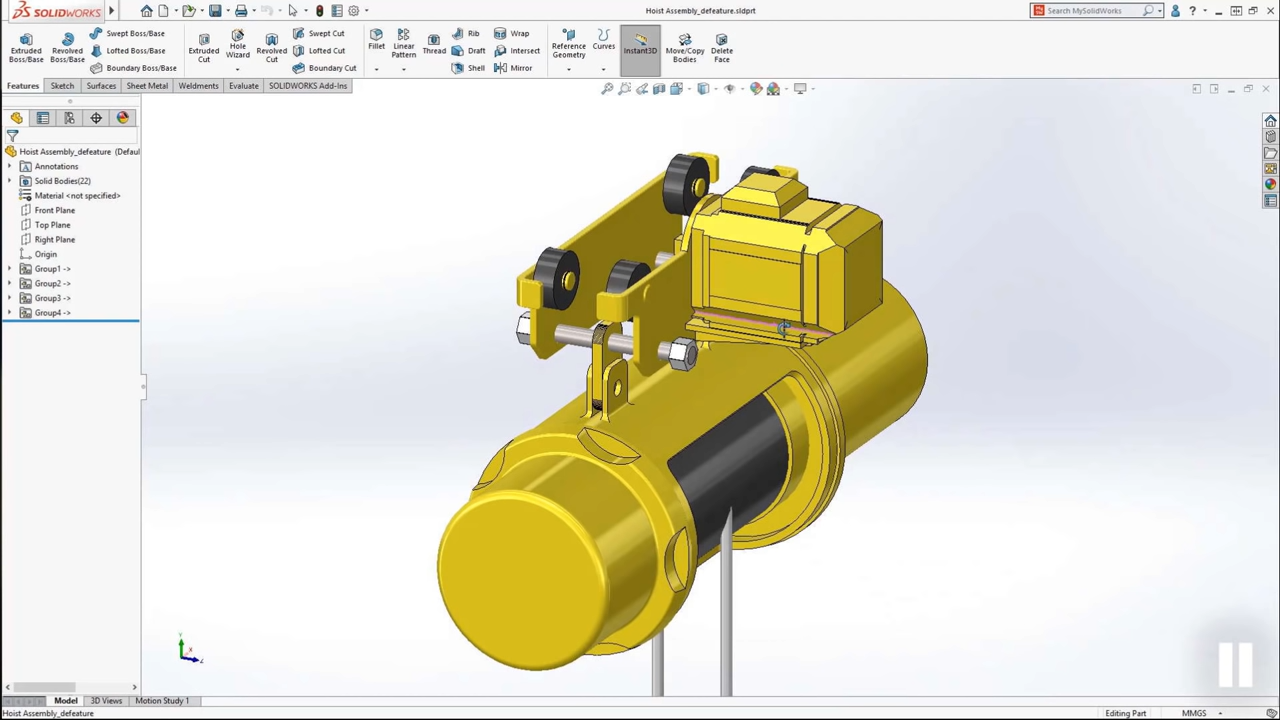 SOLIDWORKS
Hoist Assembly_defeature.sldprt
Search MySolidWorks
Extruded Boss/Base
Revolved Boss/Base
Swept Boss/Base
Lofted Boss/Base
Boundary Boss/Base
Extruded Cut
Hole Wizard
Revolved Cut
Swept Cut
Lofted Cut
Boundary Cut
Fillet
Linear Pattern
Thread
Rib
Draft
Shell
Wrap
Intersect
Mirror
Reference Geometry
Curves
Instant3D
Move/Copy Bodies
Delete Face
Features Sketch Surfaces Sheet Metal Weldments Evaluate SOLIDWORKS Add-Ins
Hoist Assembly_defeature (Defaul
Annotations
Solid Bodies(22)
Material <not specified>
Front Plane
Top Plane
Right Plane
Origin
Group1 ->
Group2 ->
Group3 ->
Group4 ->
Y
X
Z
Model 3D Views Motion Study 1
Hoist Assembly_defeature Editing Part MMGS